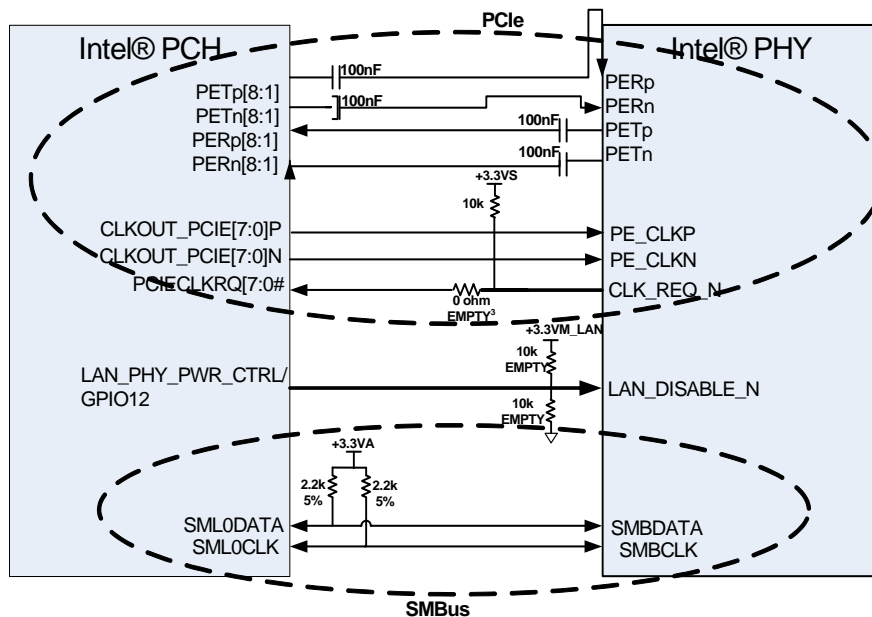 PCIe
Intel® PCH
Intel® PHY
100nF
PETp[8:1]
PERp
100nF
PETn[8:1]
PERn
100nF
PERp[8:1]
PETp
100nF
PERn[8:1]
PETn
+3.3VS
10k
CLKOUT_PCIE[7:0]P
PE_CLKP
CLKOUT_PCIE[7:0]N
PE_CLKN
PCIECLKRQ[7:0#
CLK_REQ_N
0 ohm
EMPTY³
+3.3VM_LAN
10k
EMPTY
LAN_PHY_PWR_CTRL/
GPIO12
LAN_DISABLE_N
10k
EMPTY
+3.3VA
2.2k
5%
2.2k
5%
SML0DATA
SMBDATA
SML0CLK
SMBCLK
SMBus